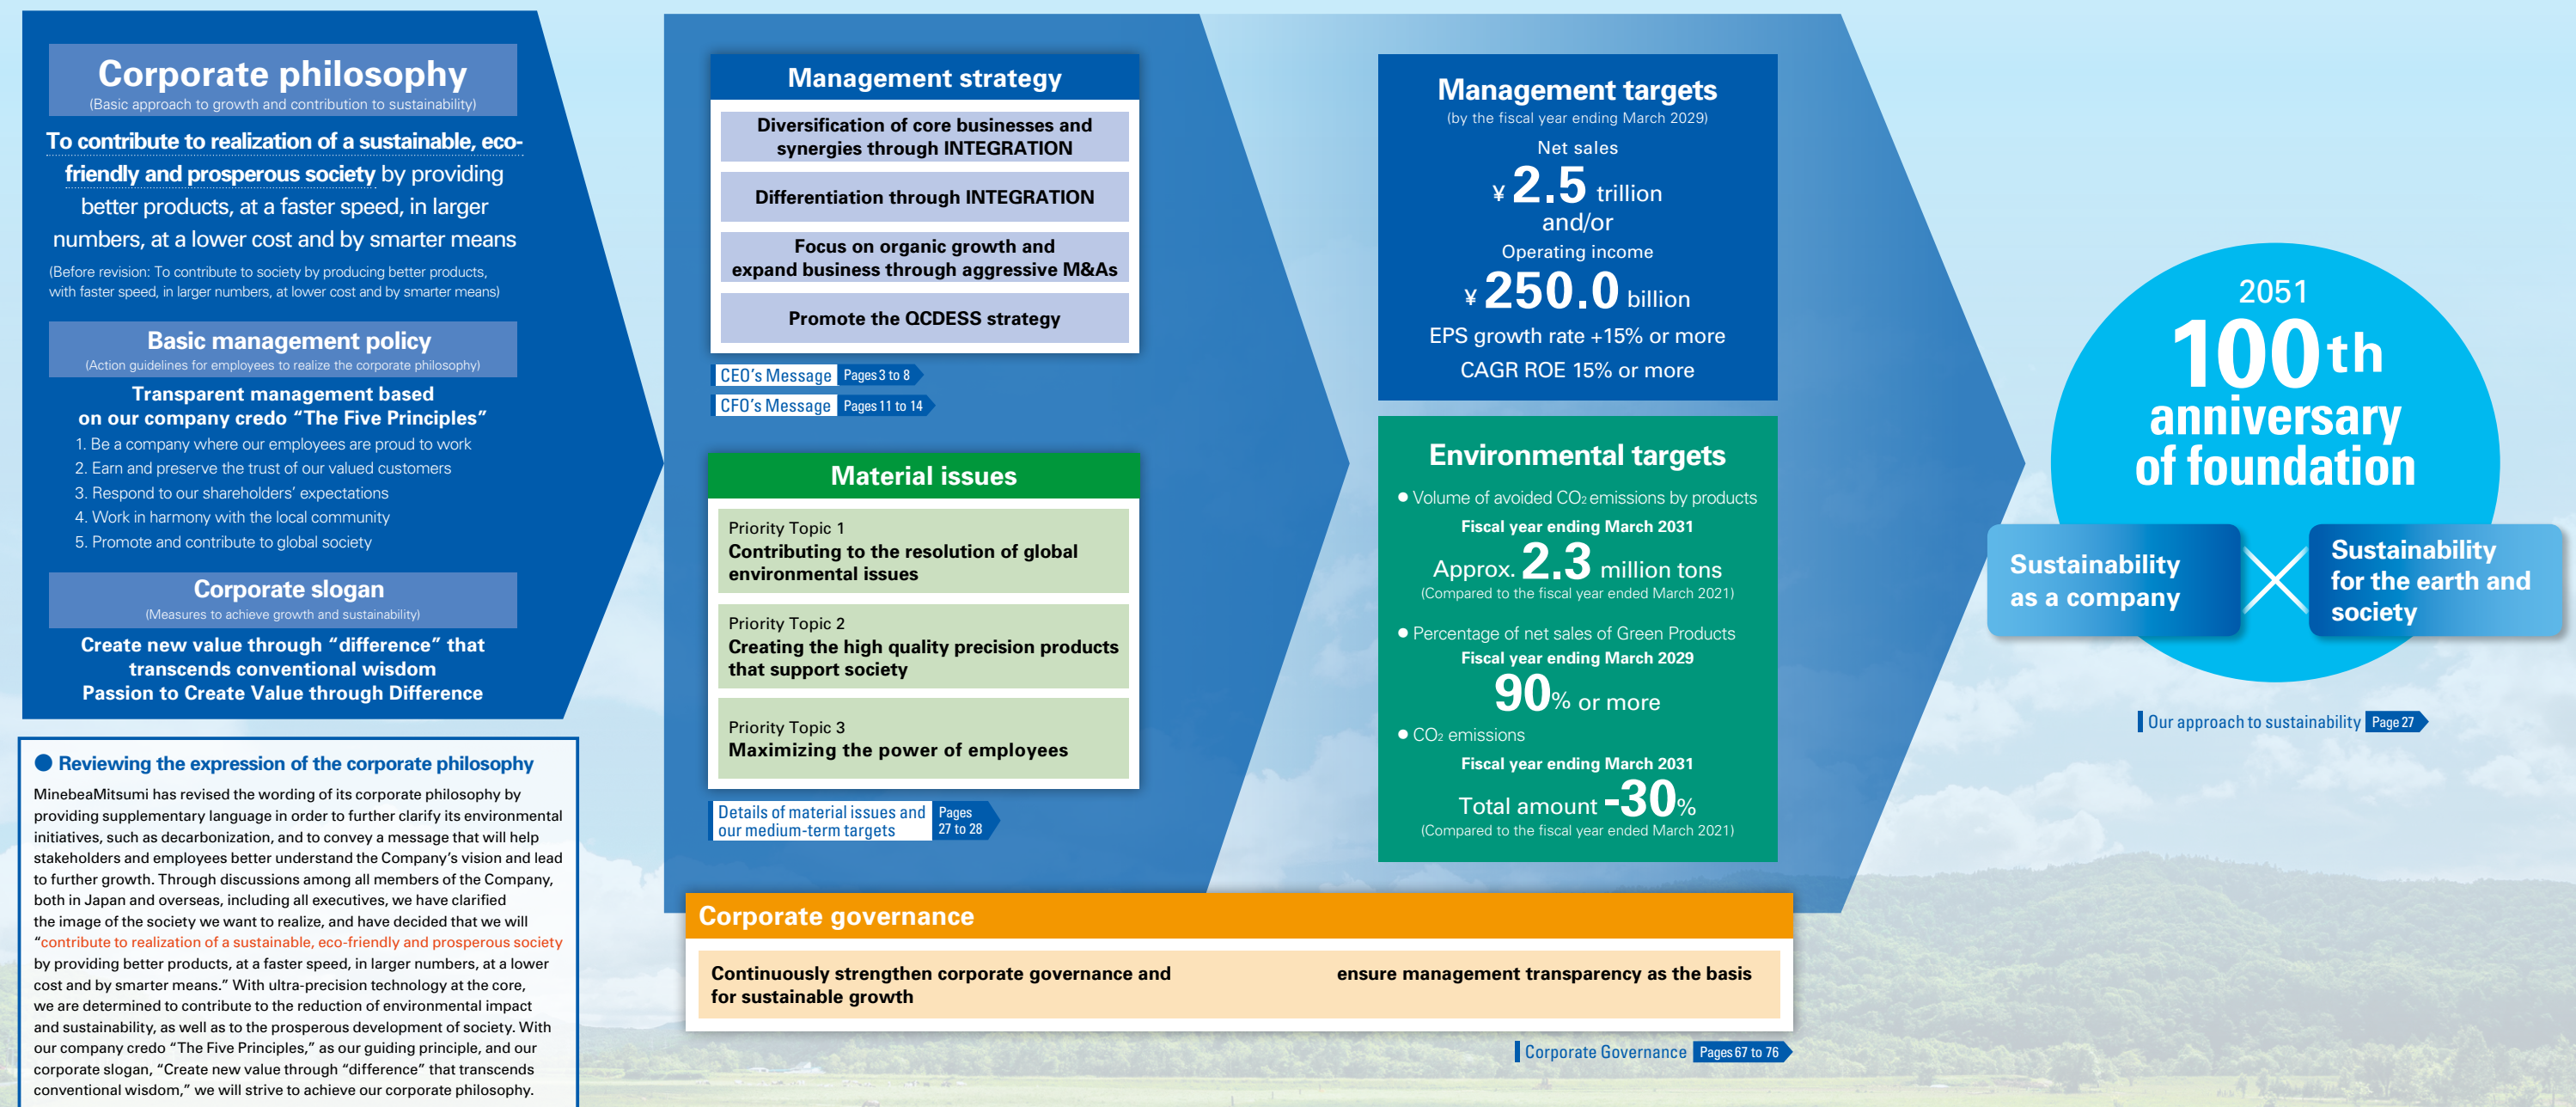 Corporate philosophy
(Basic approach to growth and contribution to sustainability)
To contribute to realization of a sustainable, eco-
friendly and prosperous society by providing
better products, at a faster speed, in larger
numbers, at a lower cost and by smarter means
(Before revision: To contribute to society by producing better products,
with faster speed, in larger numbers, at lower cost and by smarter means)
Basic management policy
(Action guidelines for employees to realize the corporate philosophy)
Transparent management based
on our company credo “The Five Principles”
1. Be a company where our employees are proud to work
2. Earn and preserve the trust of our valued customers
3. Respond to our shareholders’ expectations
4. Work in harmony with the local community
5. Promote and contribute to global society
Corporate slogan
(Measures to achieve growth and sustainability)
Create new value through “difference” that
transcends conventional wisdom
Passion to Create Value through Difference
● Reviewing the expression of the corporate philosophy
MinebeaMitsumi has revised the wording of its corporate philosophy by
providing supplementary language in order to further clarify its environmental
initiatives, such as decarbonization, and to convey a message that will help
stakeholders and employees better understand the Company’s vision and lead
to further growth. Through discussions among all members of the Company,
both in Japan and overseas, including all executives, we have clarified
the image of the society we want to realize, and have decided that we will
“contribute to realization of a sustainable, eco-friendly and prosperous society
by providing better products, at a faster speed, in larger numbers, at a lower
cost and by smarter means.” With ultra-precision technology at the core,
we are determined to contribute to the reduction of environmental impact
and sustainability, as well as to the prosperous development of society. With
our company credo “The Five Principles,” as our guiding principle, and our
corporate slogan, “Create new value through “difference” that transcends
conventional wisdom,” we will strive to achieve our corporate philosophy.
Management strategy
Diversification of core businesses and
synergies through INTEGRATION
Differentiation through INTEGRATION
Focus on organic growth and
expand business through aggressive M&As
Promote the QCDESS strategy
CEO’s Message Pages 3 to 8
CFO’s Message Pages 11 to 14
Material issues
Priority Topic 1
Contributing to the resolution of global
environmental issues
Priority Topic 2
Creating the high quality precision products
that support society
Priority Topic 3
Maximizing the power of employees
Details of material issues and
our medium-term targets
Pages
27 to 28
Management targets
(by the fiscal year ending March 2029)
Net sales
¥ 2.5 trillion
and/or
Operating income
¥ 250.0 billion
EPS growth rate +15% or more
CAGR ROE 15% or more
Environmental targets
● Volume of avoided CO2 emissions by products
Fiscal year ending March 2031
Approx. 2.3 million tons
(Compared to the fiscal year ended March 2021)
● Percentage of net sales of Green Products
Fiscal year ending March 2029
90% or more
● CO2 emissions
Fiscal year ending March 2031
Total amount -30%
(Compared to the fiscal year ended March 2021)
Corporate governance
Continuously strengthen corporate governance and ensure management transparency as the basis
for sustainable growth
Corporate Governance Pages 67 to 76
2051
100th
anniversary
of foundation
Sustainability
as a company
Sustainability
for the earth and
society
Our approach to sustainability Page 27